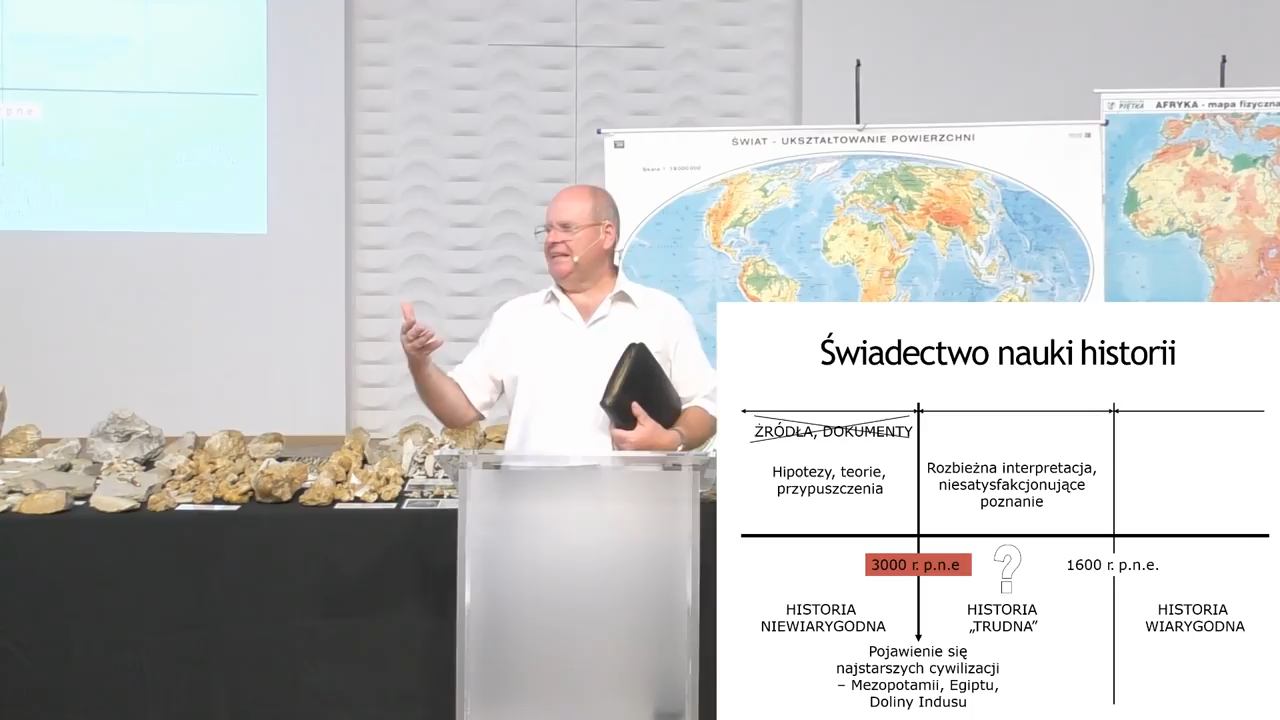 p n e
ŚWIAT - UKSZTAŁTOWANIE POWIERZCHNI
PIĘTKA
AFRYKA - mapa fizyczna
Świadectwo nauki historii
ŹRÓDŁA, DOKUMENTY
Hipotezy, teorie,
przypuszczenia
Rozbieżna interpretacja,
niesatysfakcjonujące
poznanie
3000 r. p.n.e
?
1600 r. p.n.e.
HISTORIA
NIEWIARYGODNA
HISTORIA
„TRUDNA”
HISTORIA
WIARYGODNA
Pojawienie się
najstarszych cywilizacji
– Mezopotamii, Egiptu,
Doliny Indusu